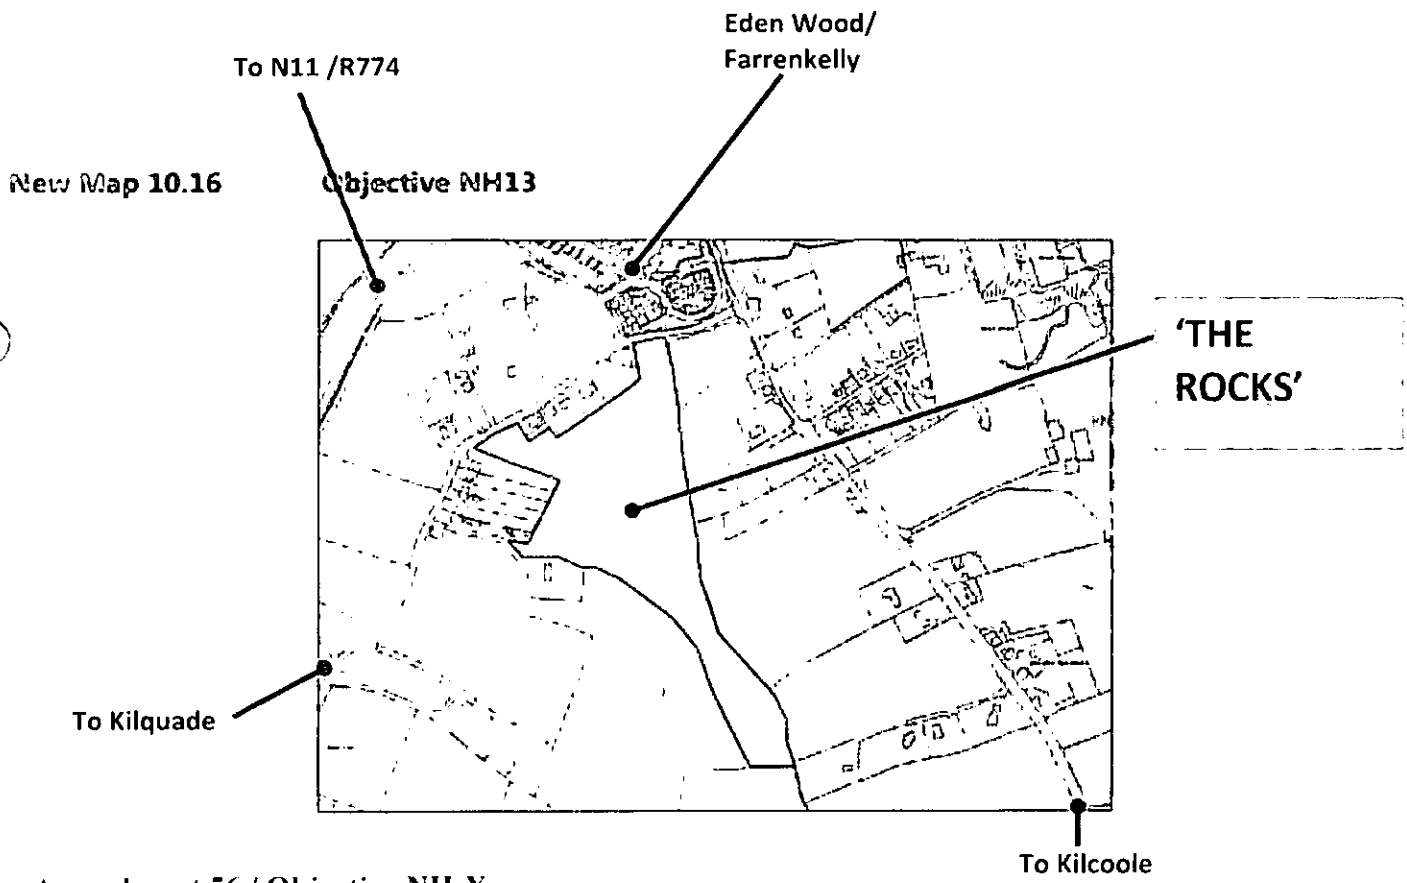 Eden Wood/
Farrenkelly
To N11 /R774
New Map 10.16 Objective NH13
'THE
ROCKS'
To Kilquade
To Kilcoole